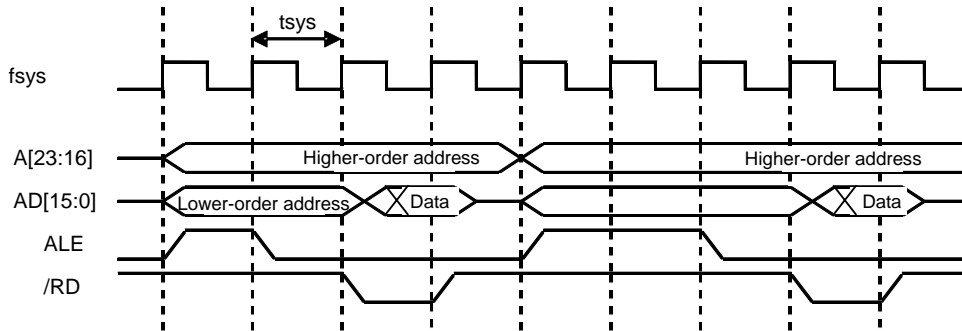 tsys
fsys
A[23:16]
Higher-order address
Higher-order address
AD[15:0]
Lower-order address
Data
Data
ALE
/RD